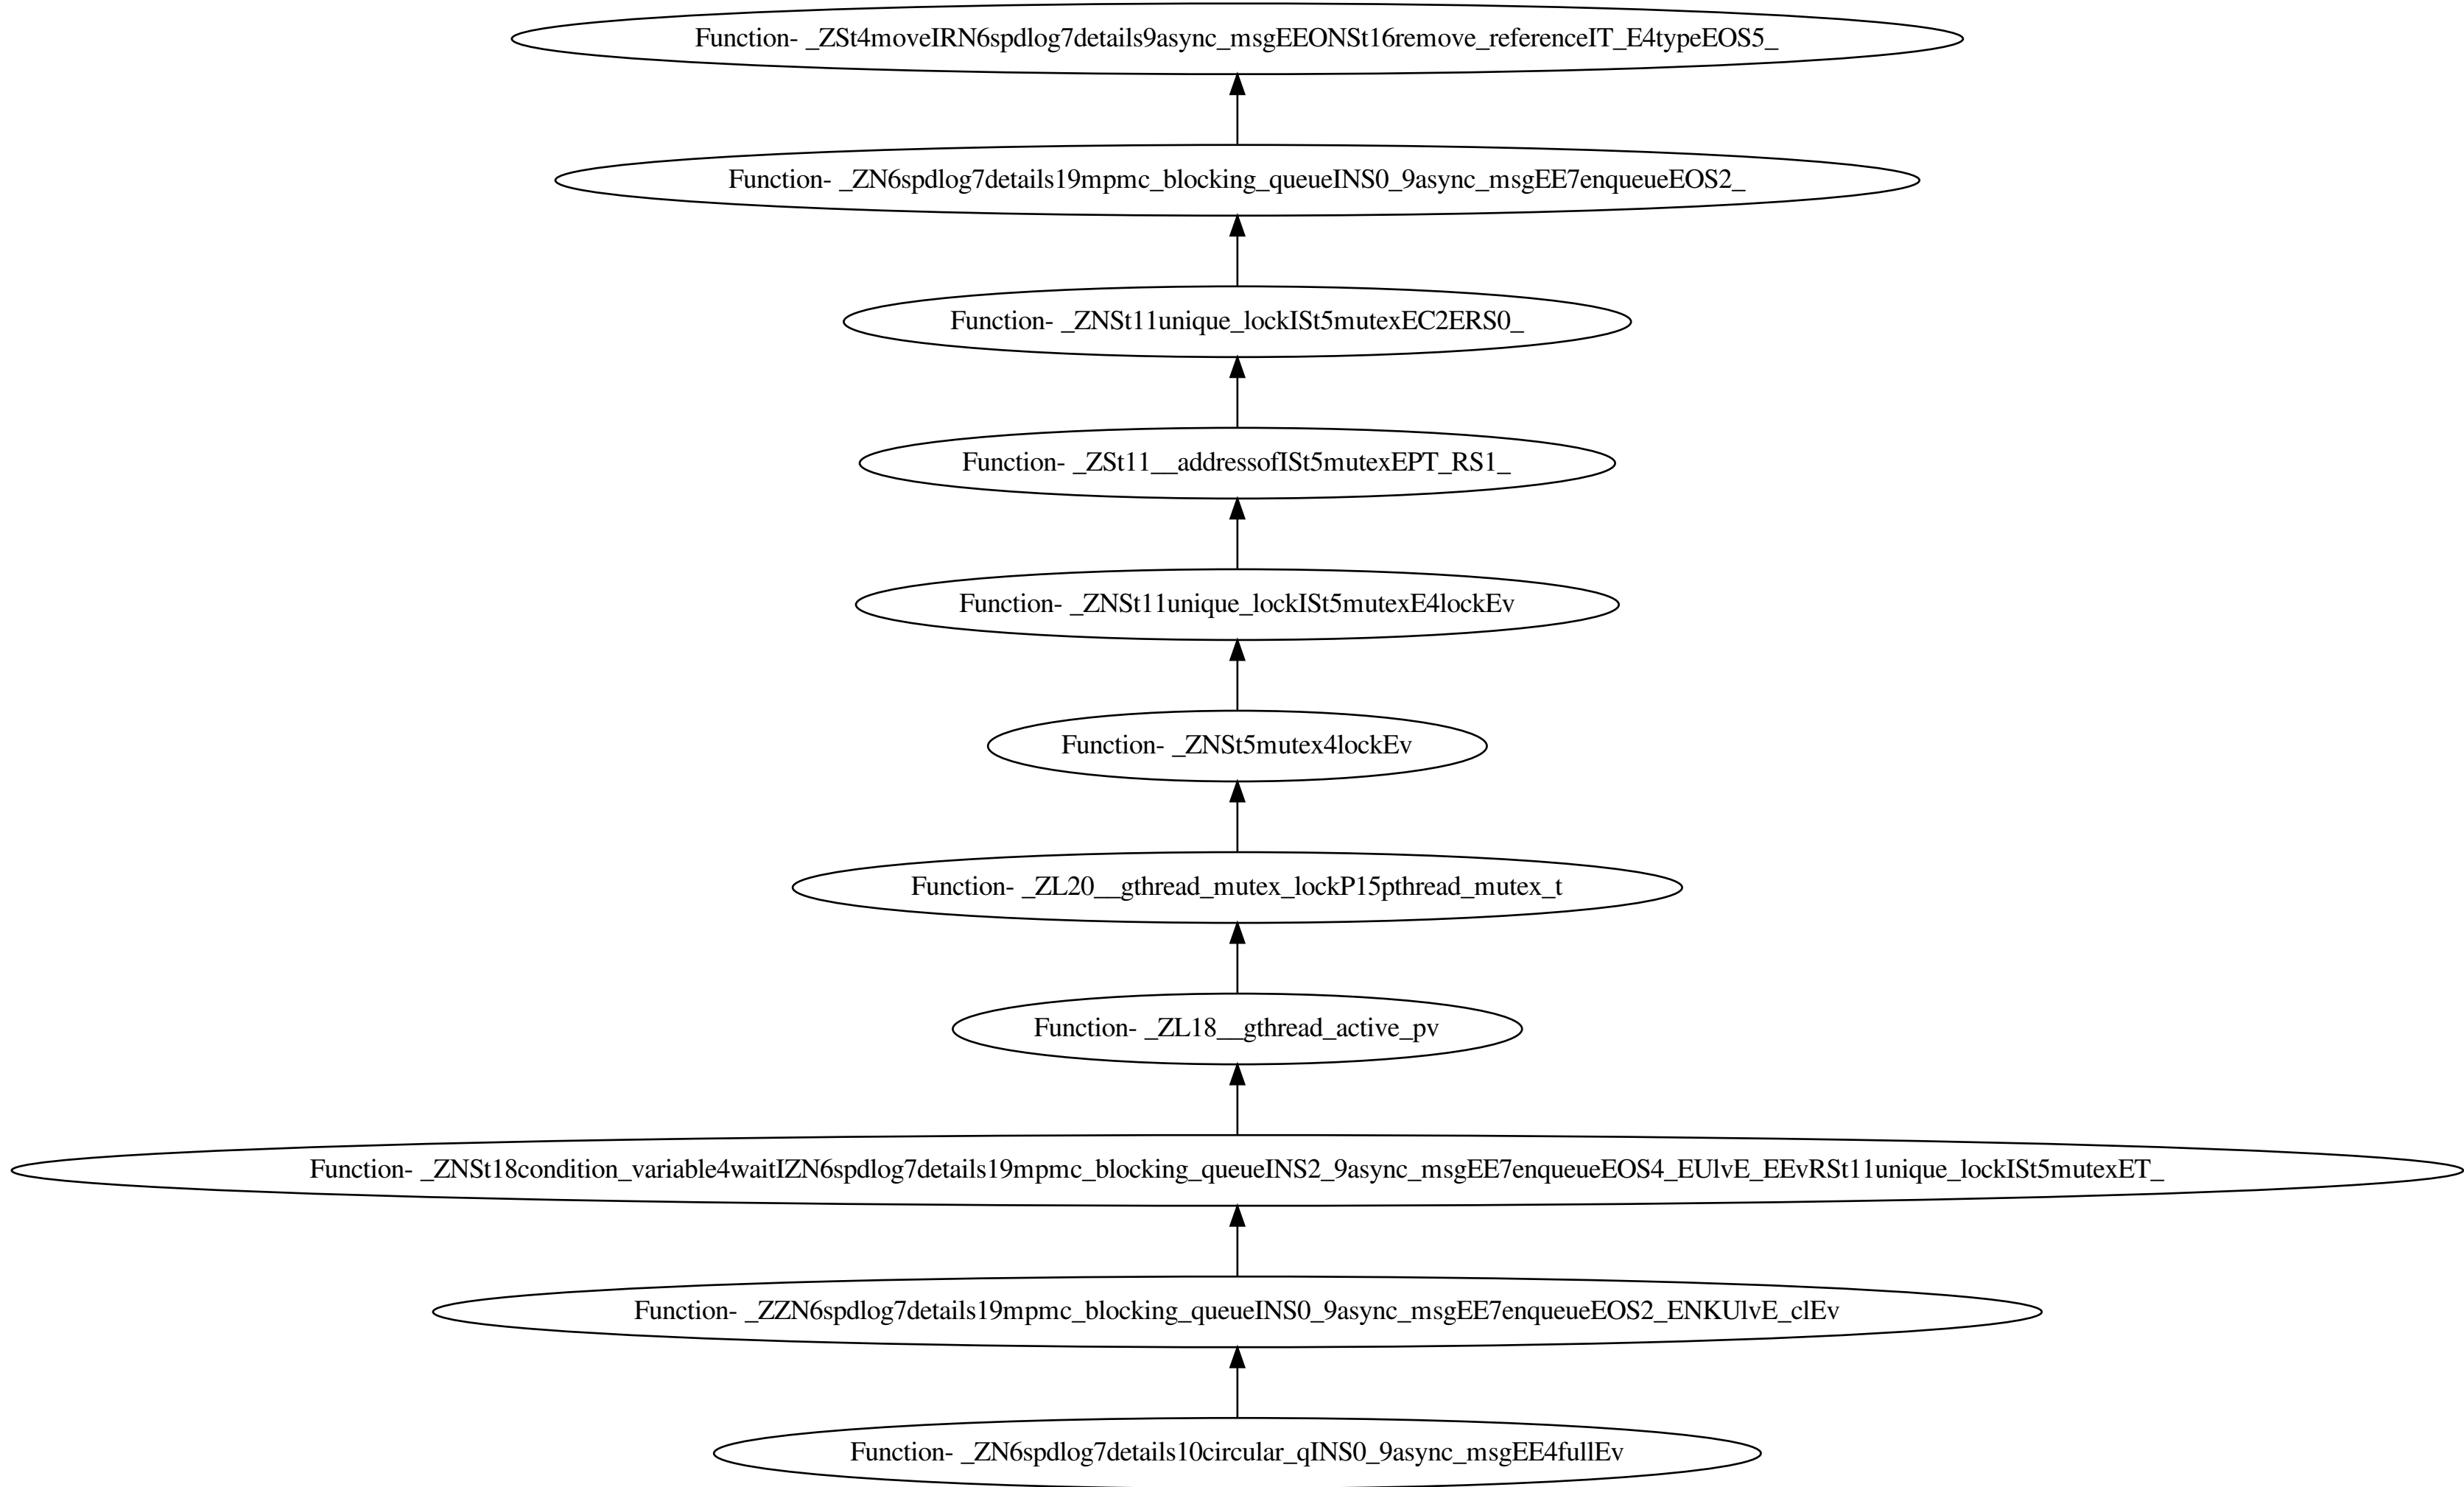 Function- _ZSt4moveIRN6spdlog7details9async_msgEEONSt16remove_referenceIT_E4typeEOS5_
Function- _ZN6spdlog7details19mpmc_blocking_queueINS0_9async_msgEE7enqueueEOS2_
Function- _ZNSt11unique_lockISt5mutexEC2ERS0_
Function- _ZSt11__addressofISt5mutexEPT_RS1_
Function- _ZNSt11unique_lockISt5mutexE4lockEv
Function- _ZNSt5mutex4lockEv
Function- _ZL20__gthread_mutex_lockP15pthread_mutex_t
Function- _ZL18__gthread_active_pv
Function- _ZNSt18condition_variable4waitIZN6spdlog7details19mpmc_blocking_queueINS2_9async_msgEE7enqueueEOS4_EUlvE_EEvRSt11unique_lockISt5mutexET_
Function- _ZZN6spdlog7details19mpmc_blocking_queueINS0_9async_msgEE7enqueueEOS2_ENKUlvE_clEv
Function- _ZN6spdlog7details10circular_qINS0_9async_msgEE4fullEv